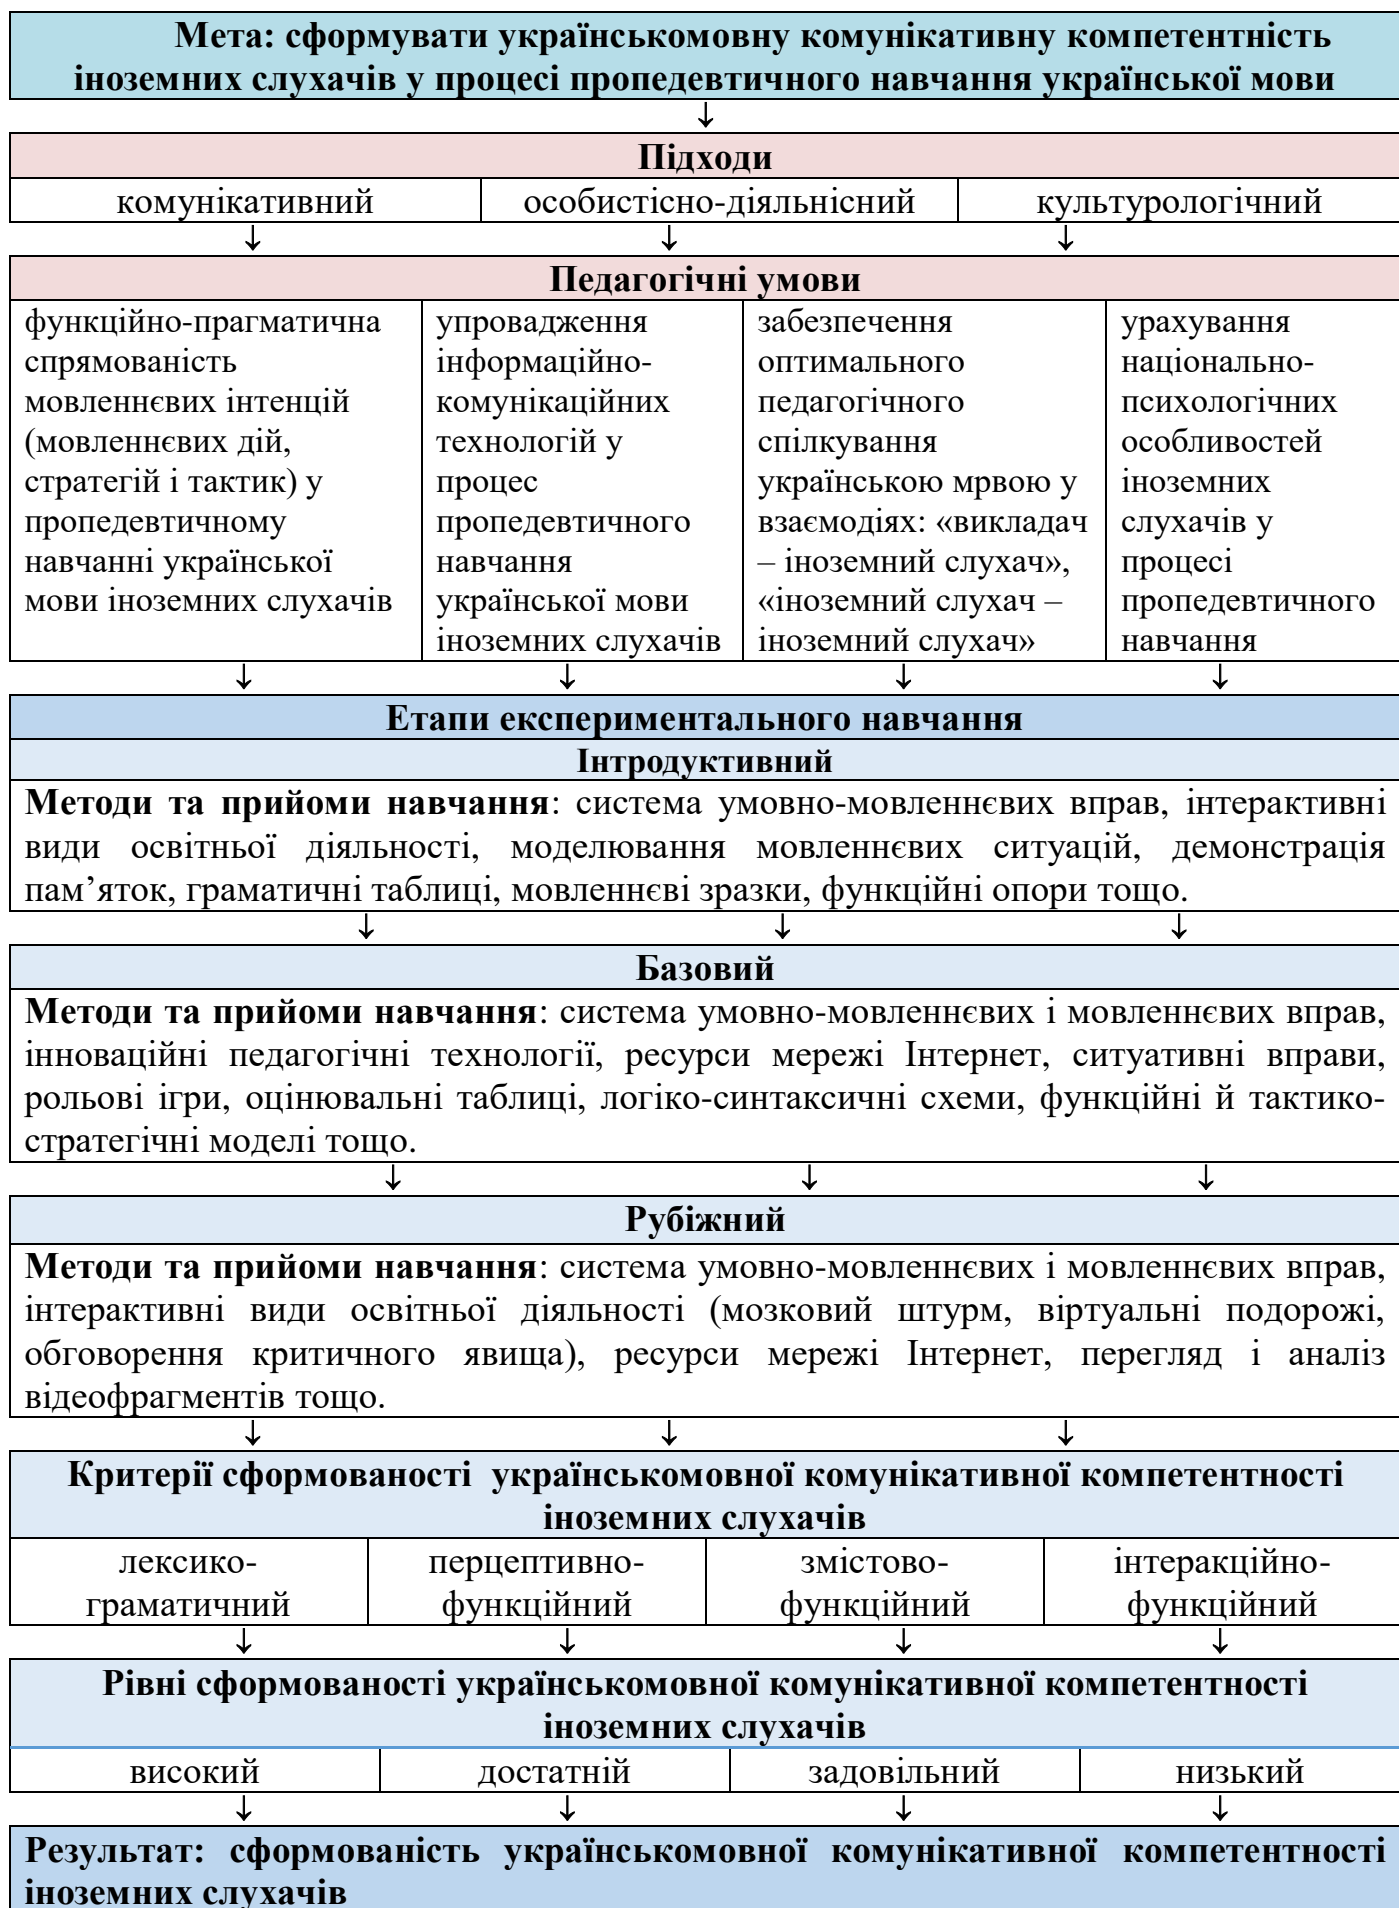 Мета: сформувати українськомовну комунікативну компетентність
іноземних слухачів у процесі пропедевтичного навчання української мови
↓
Підходи
комунікативний
особистісно-діяльнісний
культурологічний
↓ ↓ ↓
Педагогічні умови
функційно-прагматична
спрямованість
мовленнєвих інтенцій
(мовленнєвих дій,
стратегій і тактик) у
пропедевтичному
навчанні української
мови іноземних слухачів
упровадження
інформаційно-
комунікаційних
технологій у
процес
пропедевтичного
навчання
української мови
іноземних слухачів
забезпечення
оптимального
педагогічного
спілкування
українською мрвою у
взаємодіях: «викладач
– іноземний слухач»,
«іноземний слухач –
іноземний слухач»
урахування
національно-
психологічних
особливостей
іноземних
слухачів у
процесі
пропедевтичного
навчання
↓ ↓ ↓ ↓
Етапи експериментального навчання
Інтродуктивний
Методи та прийоми навчання: система умовно-мовленнєвих вправ, інтерактивні
види освітньої діяльності, моделювання мовленнєвих ситуацій, демонстрація
пам’яток, граматичні таблиці, мовленнєві зразки, функційні опори тощо.
↓ ↓ ↓
Базовий
Методи та прийоми навчання: система умовно-мовленнєвих і мовленнєвих вправ,
інноваційні педагогічні технології, ресурси мережі Інтернет, ситуативні вправи,
рольові ігри, оцінювальні таблиці, логіко-синтаксичні схеми, функційні й тактико-
стратегічні моделі тощо.
↓ ↓ ↓
Рубіжний
Методи та прийоми навчання: система умовно-мовленнєвих і мовленнєвих вправ,
інтерактивні види освітньої діяльності (мозковий штурм, віртуальні подорожі,
обговорення критичного явища), ресурси мережі Інтернет, перегляд і аналіз
відеофрагментів тощо.
↓ ↓ ↓
Критерії сформованості українськомовної комунікативної компетентності
іноземних слухачів
лексико-
граматичний
перцептивно-
функційний
змістово-
функційний
інтеракційно-
функційний
↓ ↓ ↓ ↓
Рівні сформованості українськомовної комунікативної компетентності
іноземних слухачів
високий
достатній
задовільний
низький
↓ ↓ ↓ ↓
Результат: сформованість українськомовної комунікативної компетентності
іноземних слухачів